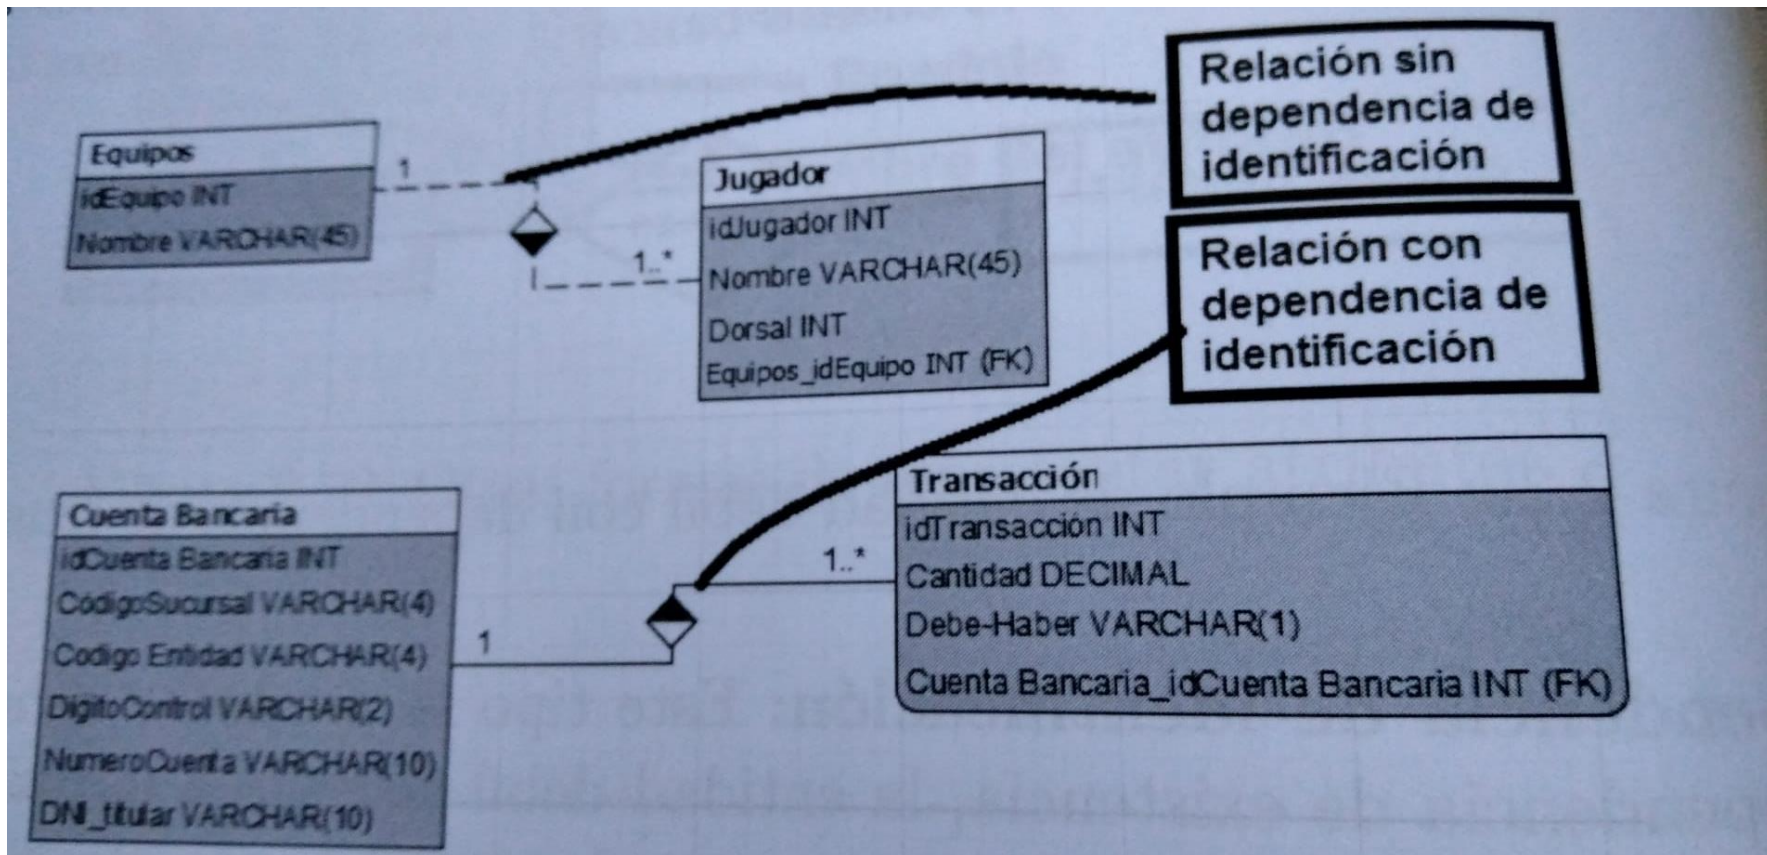 Relación sin
dependencia de
identificación
Equipos
idEquipo INT
Nombre VARCHAR(45)
1
1..*
Jugador
idJugador INT
Nombre VARCHAR(45)
Dorsal INT
Equipos_idEquipo INT (FK)
Relación con
dependencia de
identificación
Cuenta Bancaria
idCuenta Bancaria INT
CódigoSucursal VARCHAR(4)
Codigo Entidad VARCHAR(4)
DigitoControl VARCHAR(2)
NumeroCuenta VARCHAR(10)
DNI_titular VARCHAR(10)
1
1..*
Transacción
idTransacción INT
Cantidad DECIMAL
Debe-Haber VARCHAR(1)
Cuenta Bancaria_idCuenta Bancaria INT (FK)